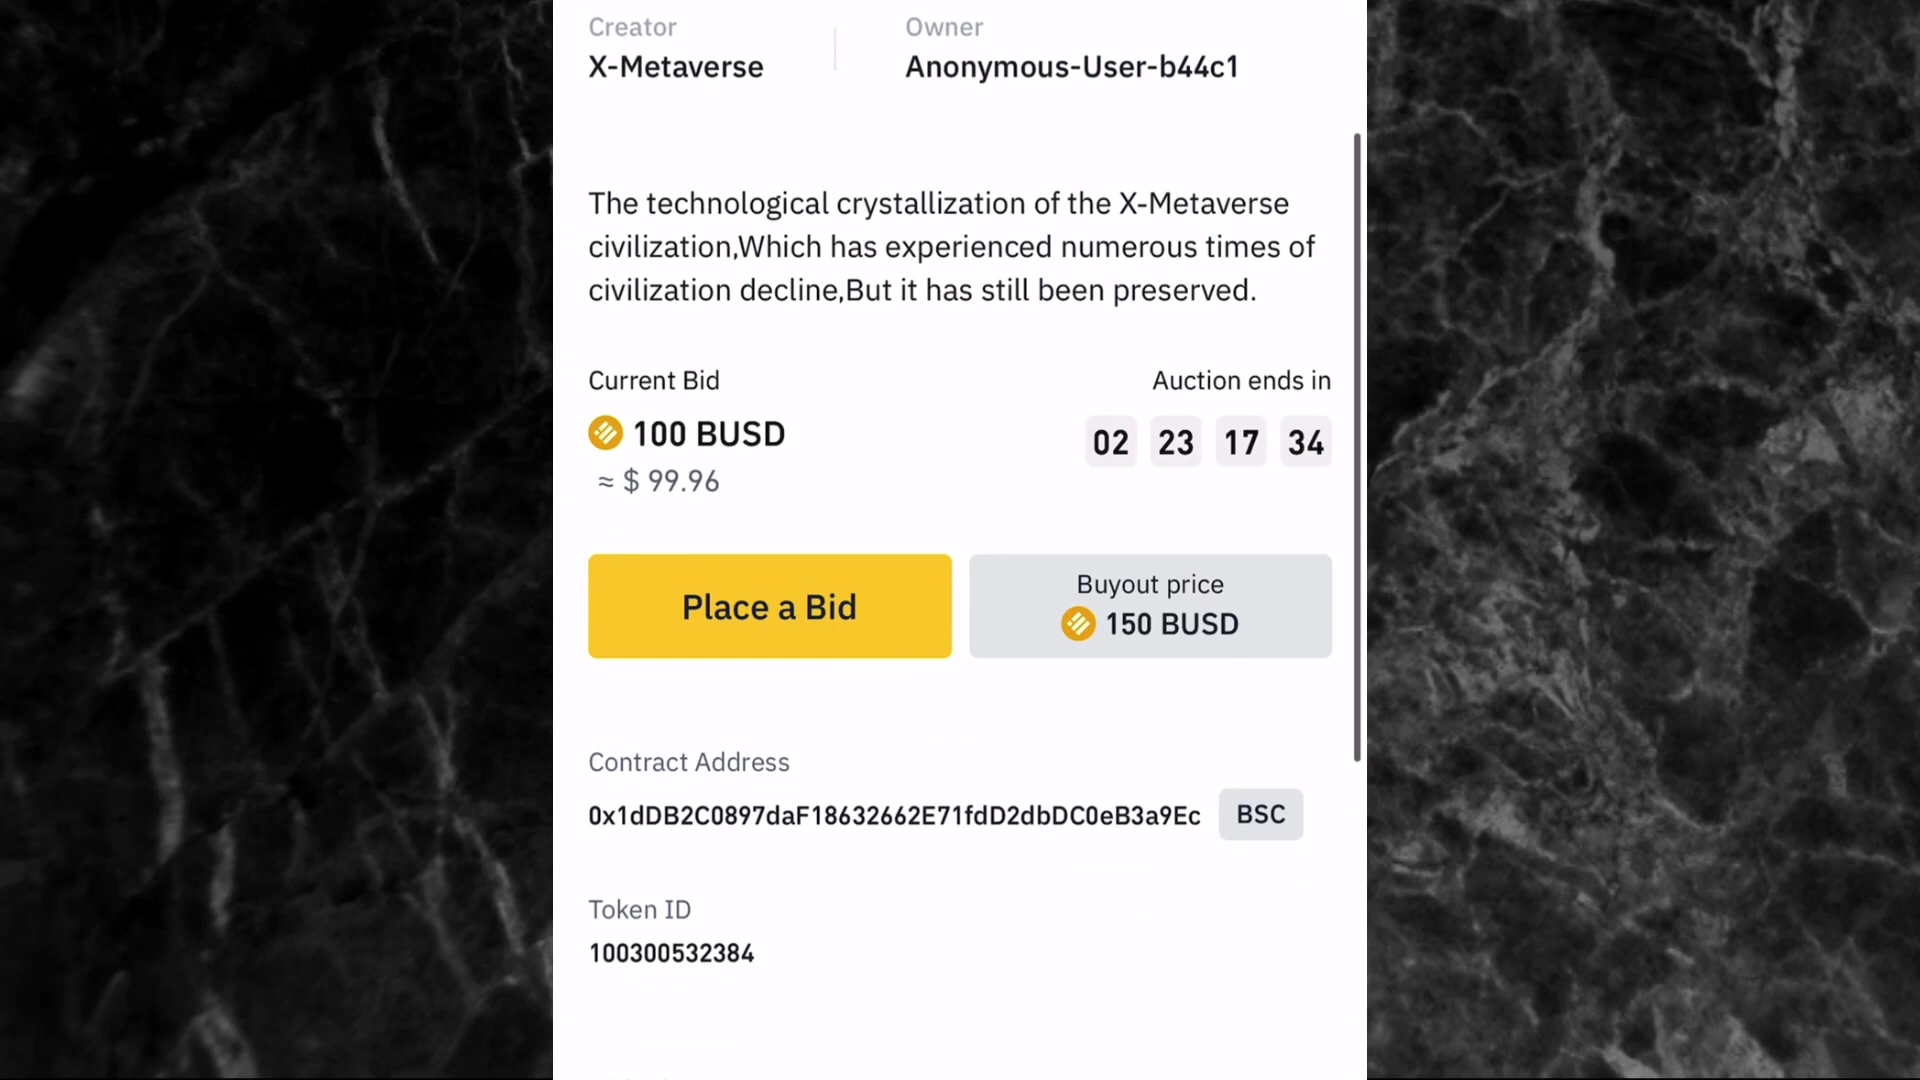 Creator
X-Metaverse
Owner
Anonymous-User-b44c1
The technological crystallization of the X-Metaverse
civilization,Which has experienced numerous times of
civilization decline,But it has still been preserved.
Current Bid
100 BUSD
≈ $ 99.96
Auction ends in
02 23 17 34
Place a Bid
Buyout price
150 BUSD
Contract Address
0x1dDB2C0897daF18632662E71fdD2dbDC0eB3a9Ec
BSC
Token ID
100300532384